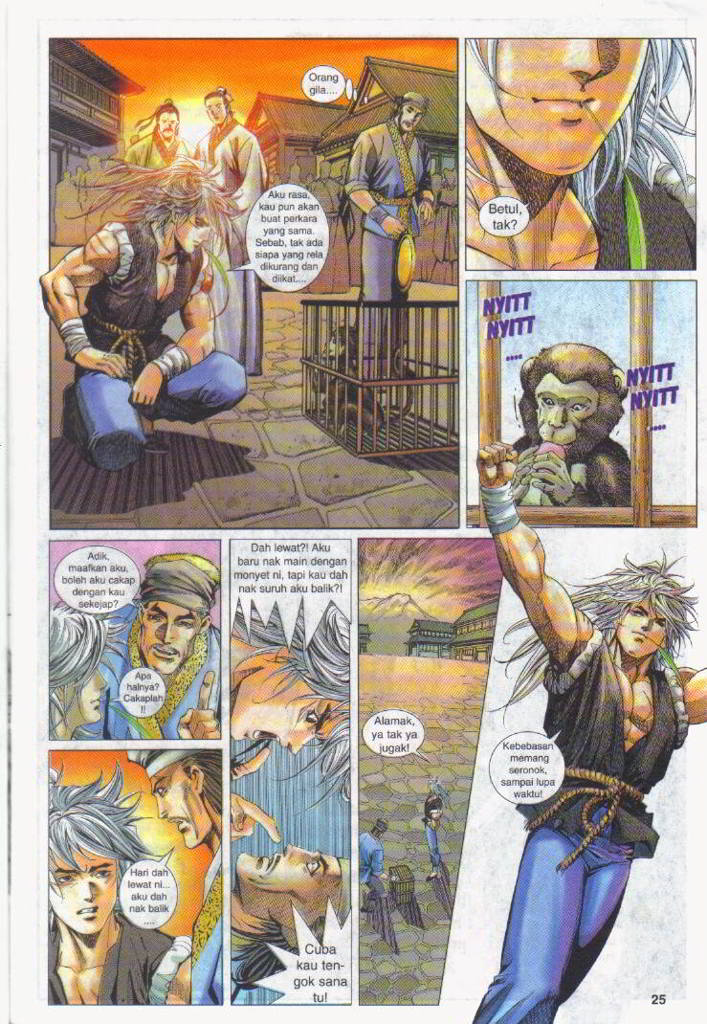 Orang
gila....
Aku rasa,
kau pun akan
buat perkara
yang sama.
Sebab, tak ada
siapa yang rela
dikurang dan
diikat....
Betul,
tak?
NYITT
NYITT
....
NYITT
NYITT
....
Adik,
maafkan aku,
boleh aku cakap
dengan kau
sekejap?
Apa
halnya?
Cakaplah
!!
Hari dah
lewat ni...
aku dah
nak balik
....
Dah lewat?! Aku
baru nak main dengan
monyet ni, tapi kau dah
nak suruh aku balik?!
Cuba
kau ten-
gok sana
tu!
Alamak,
ya tak ya
jugak!
Kebebasan
memang
seronok,
sampai lupa
waktu!
25